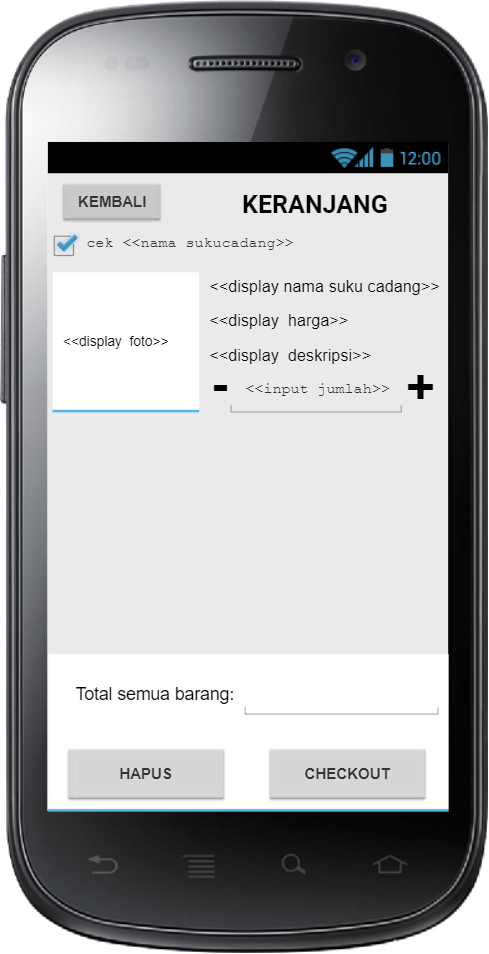 12:00
KEMBALI
KERANJANG
cek <<nama sukucadang>>
<<display nama suku cadang>>
<<display harga>>
<<display foto>>
<<display deskripsi>>
- <<input jumlah>> +
Total semua barang:
HAPUS
CHECKOUT